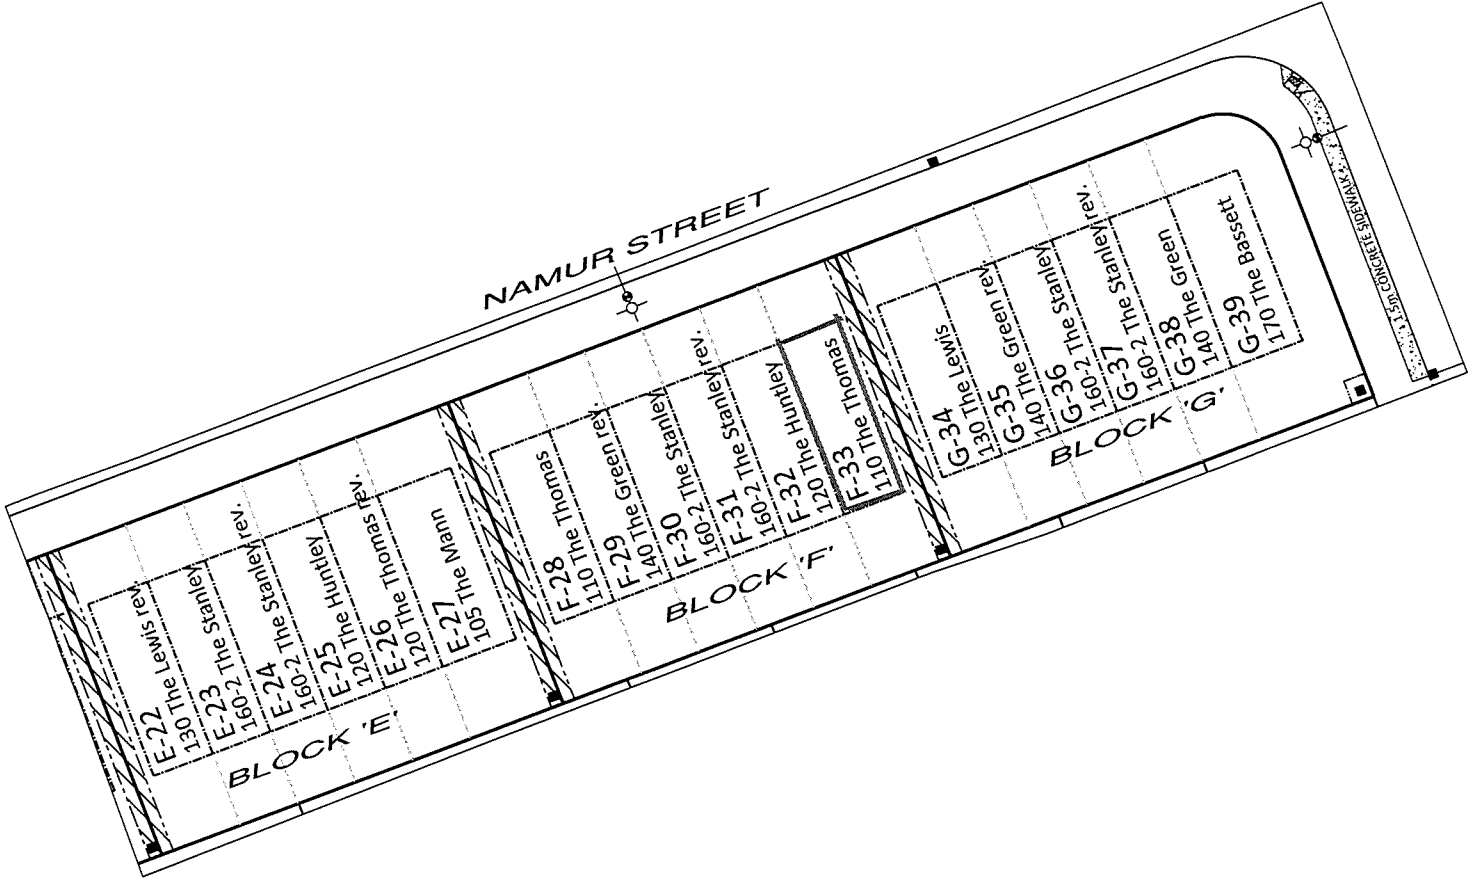 NAMUR STREET
1.5m CONCRETE SIDEWALK
E-22
130 The Lewis rev.
E-23
160-2 The Stanley
E-24
160-2 The Stanley rev.
E-25
120 The Huntley
E-26
120 The Thomas rev.
E-27
105 The Mann
BLOCK 'E'
F-28
110 The Thomas
F-29
140 The Green rev.
F-30
160-2 The Stanley
F-31
160-2 The Stanley rev.
F-32
120 The Huntley
F-33
110 The Thomas
BLOCK 'F'
G-34
130 The Lewis
G-35
140 The Green rev.
G-36
160-2 The Stanley
G-37
160-2 The Stanley rev.
G-38
140 The Green
G-39
170 The Bassett
BLOCK 'G'